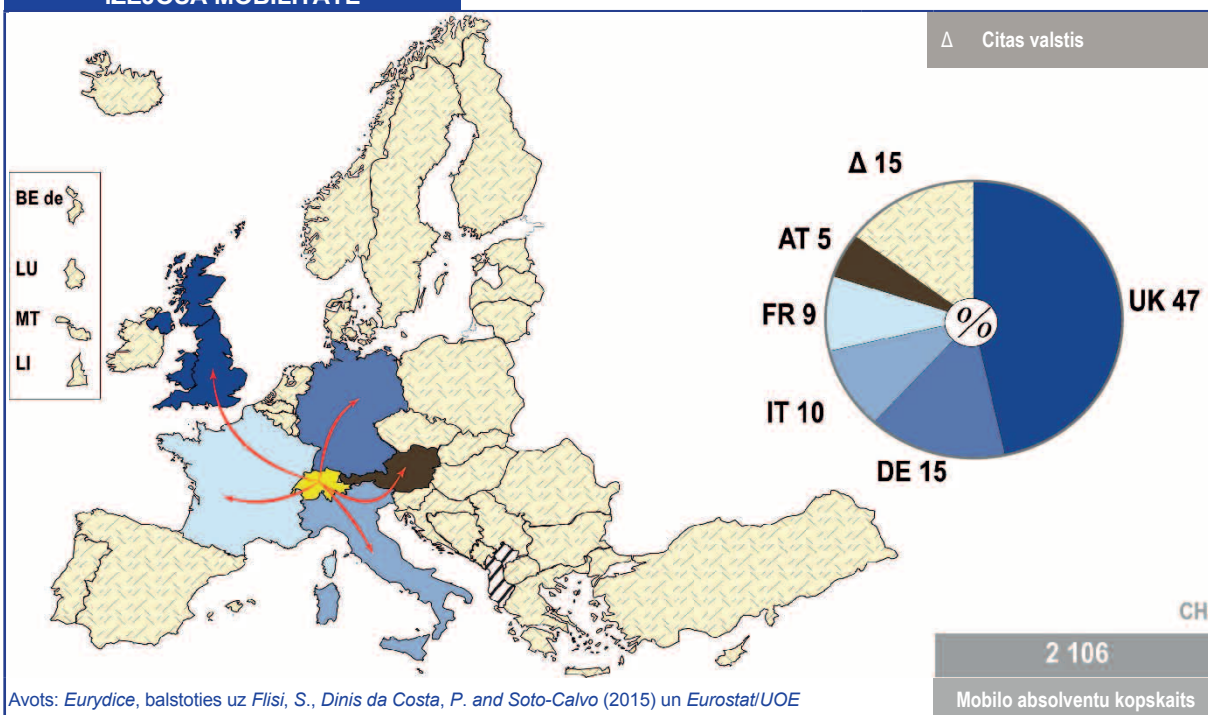 IZEJOŠĀ MOBILITĀTE
Δ Citas valstis
BE de
LU
MT
LI
Δ 15
AT 5
FR 9
IT 10
DE 15
UK 47
%
CH
2 106
Mobilo absolventu kopskaits
Avots: Eurydice, balstoties uz Flisi, S., Dinis da Costa, P. and Soto-Calvo (2015) un Eurostat/UOE